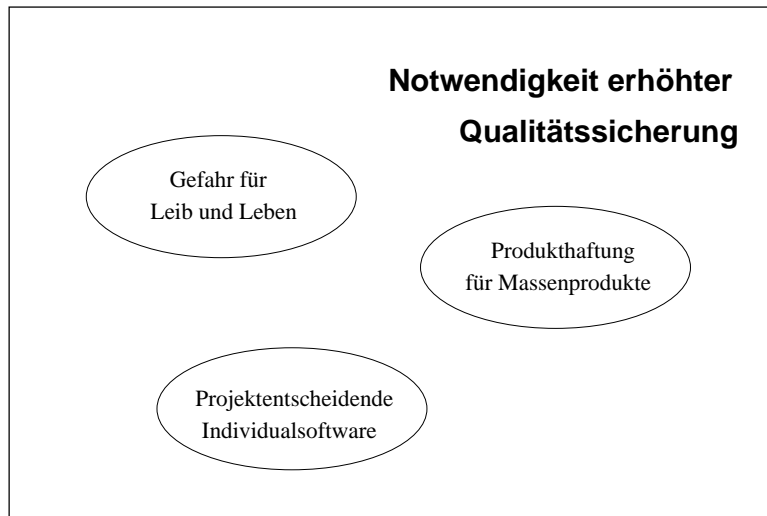 Notwendigkeit erhöhter
Qualitätssicherung
Gefahr für
Leib und Leben
Produkthaftung
für Massenprodukte
Projektentscheidende
Individualsoftware